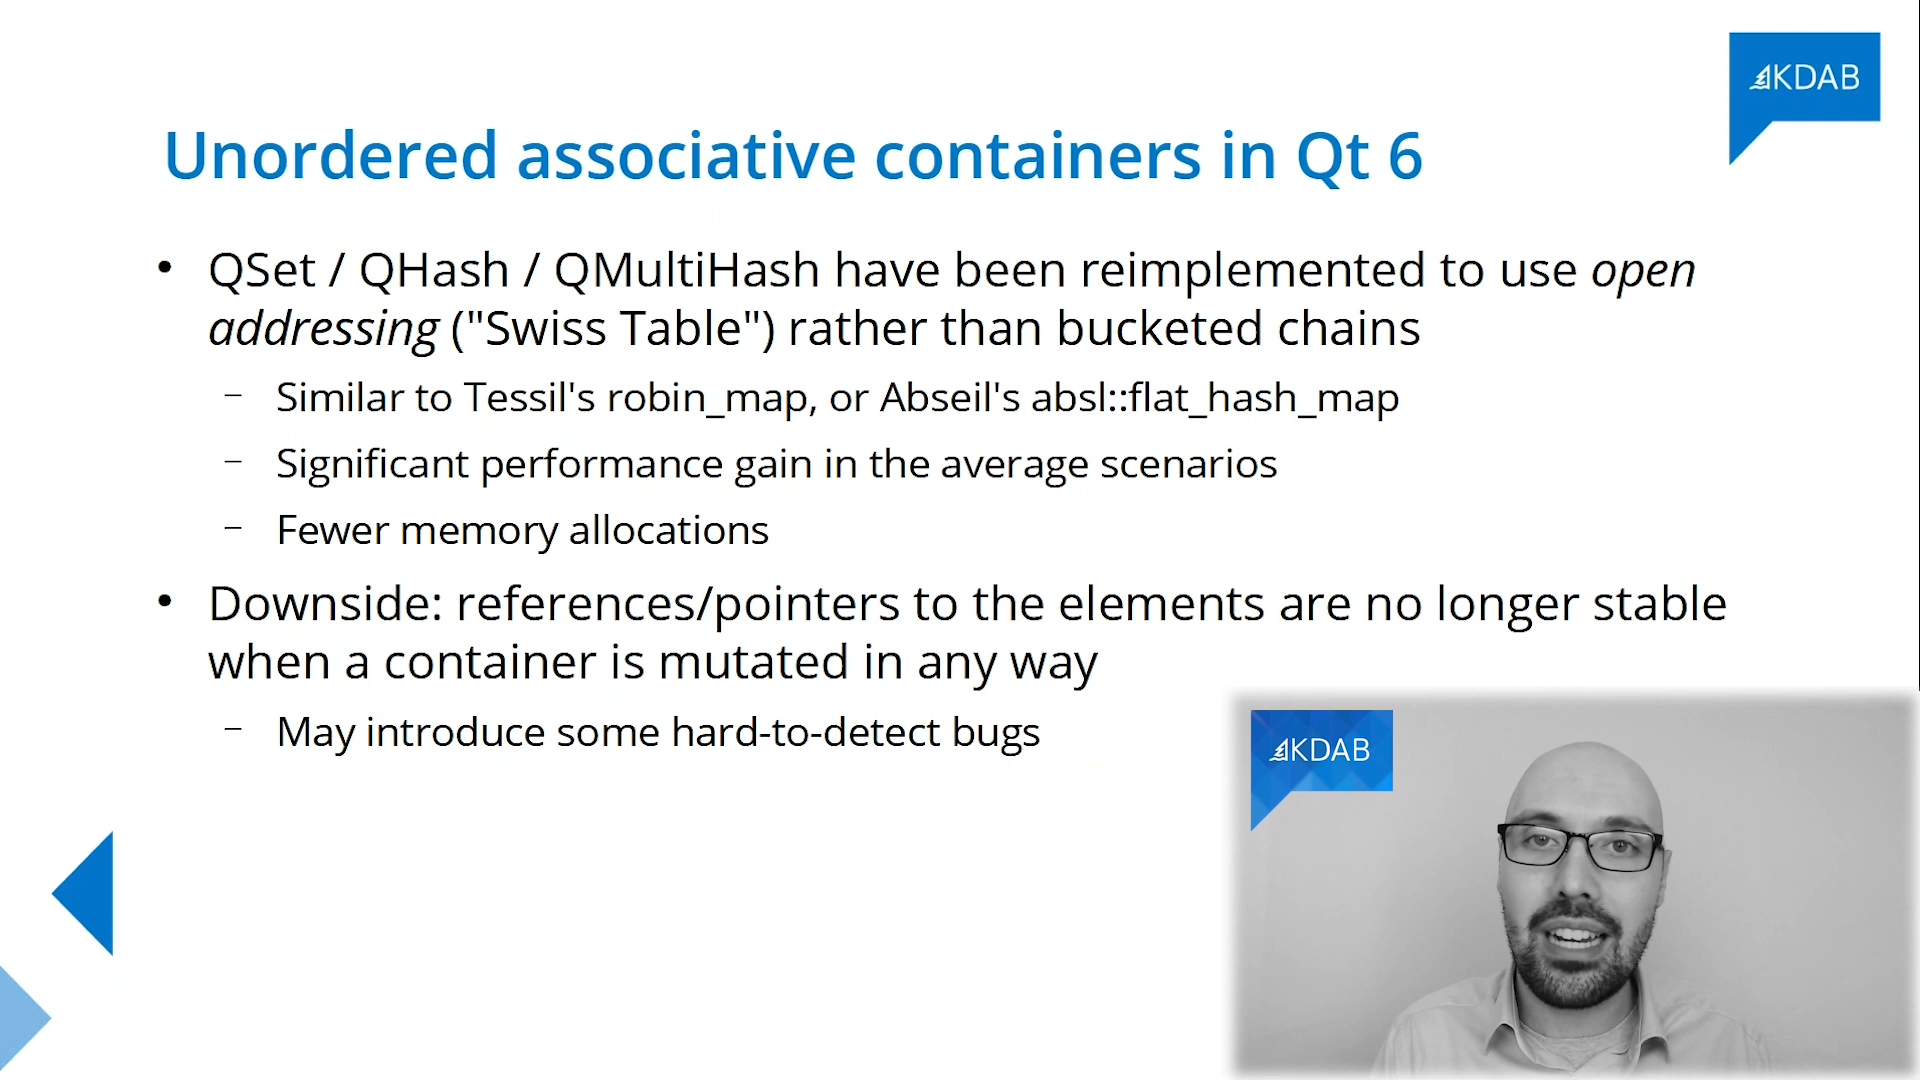 KDAB
Unordered associative containers in Qt 6
• QSet / QHash / QMultiHash have been reimplemented to use open
addressing ("Swiss Table") rather than bucketed chains
– Similar to Tessil's robin_map, or Abseil's absl::flat_hash_map
– Significant performance gain in the average scenarios
– Fewer memory allocations
• Downside: references/pointers to the elements are no longer stable
when a container is mutated in any way
– May introduce some hard-to-detect bugs
KDAB